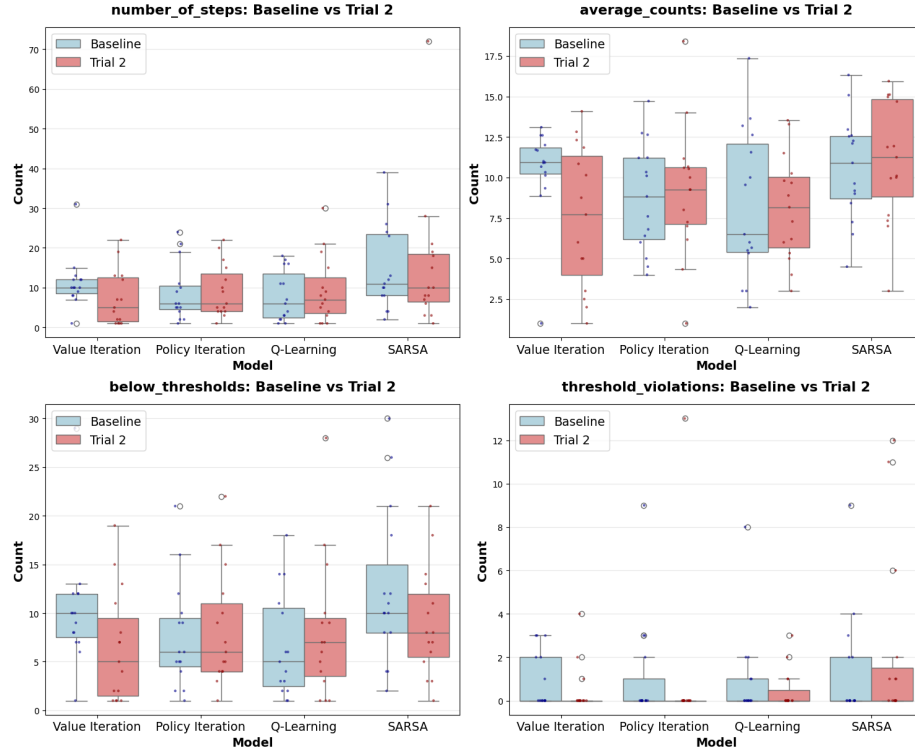 number_of_steps: Baseline vs Trial 2
Baseline
Trial 2
Count
70
60
50
40
30
20
10
0
Value Iteration Policy Iteration Q-Learning SARSA
Model
average_counts: Baseline vs Trial 2
Baseline
Trial 2
Count
17.5
15.0
12.5
10.0
7.5
5.0
2.5
Value Iteration Policy Iteration Q-Learning SARSA
Model
below_thresholds: Baseline vs Trial 2
Baseline
Trial 2
Count
30
25
20
15
10
5
0
Value Iteration Policy Iteration Q-Learning SARSA
Model
threshold_violations: Baseline vs Trial 2
Baseline
Trial 2
Count
12
10
8
6
4
2
0
Value Iteration Policy Iteration Q-Learning SARSA
Model